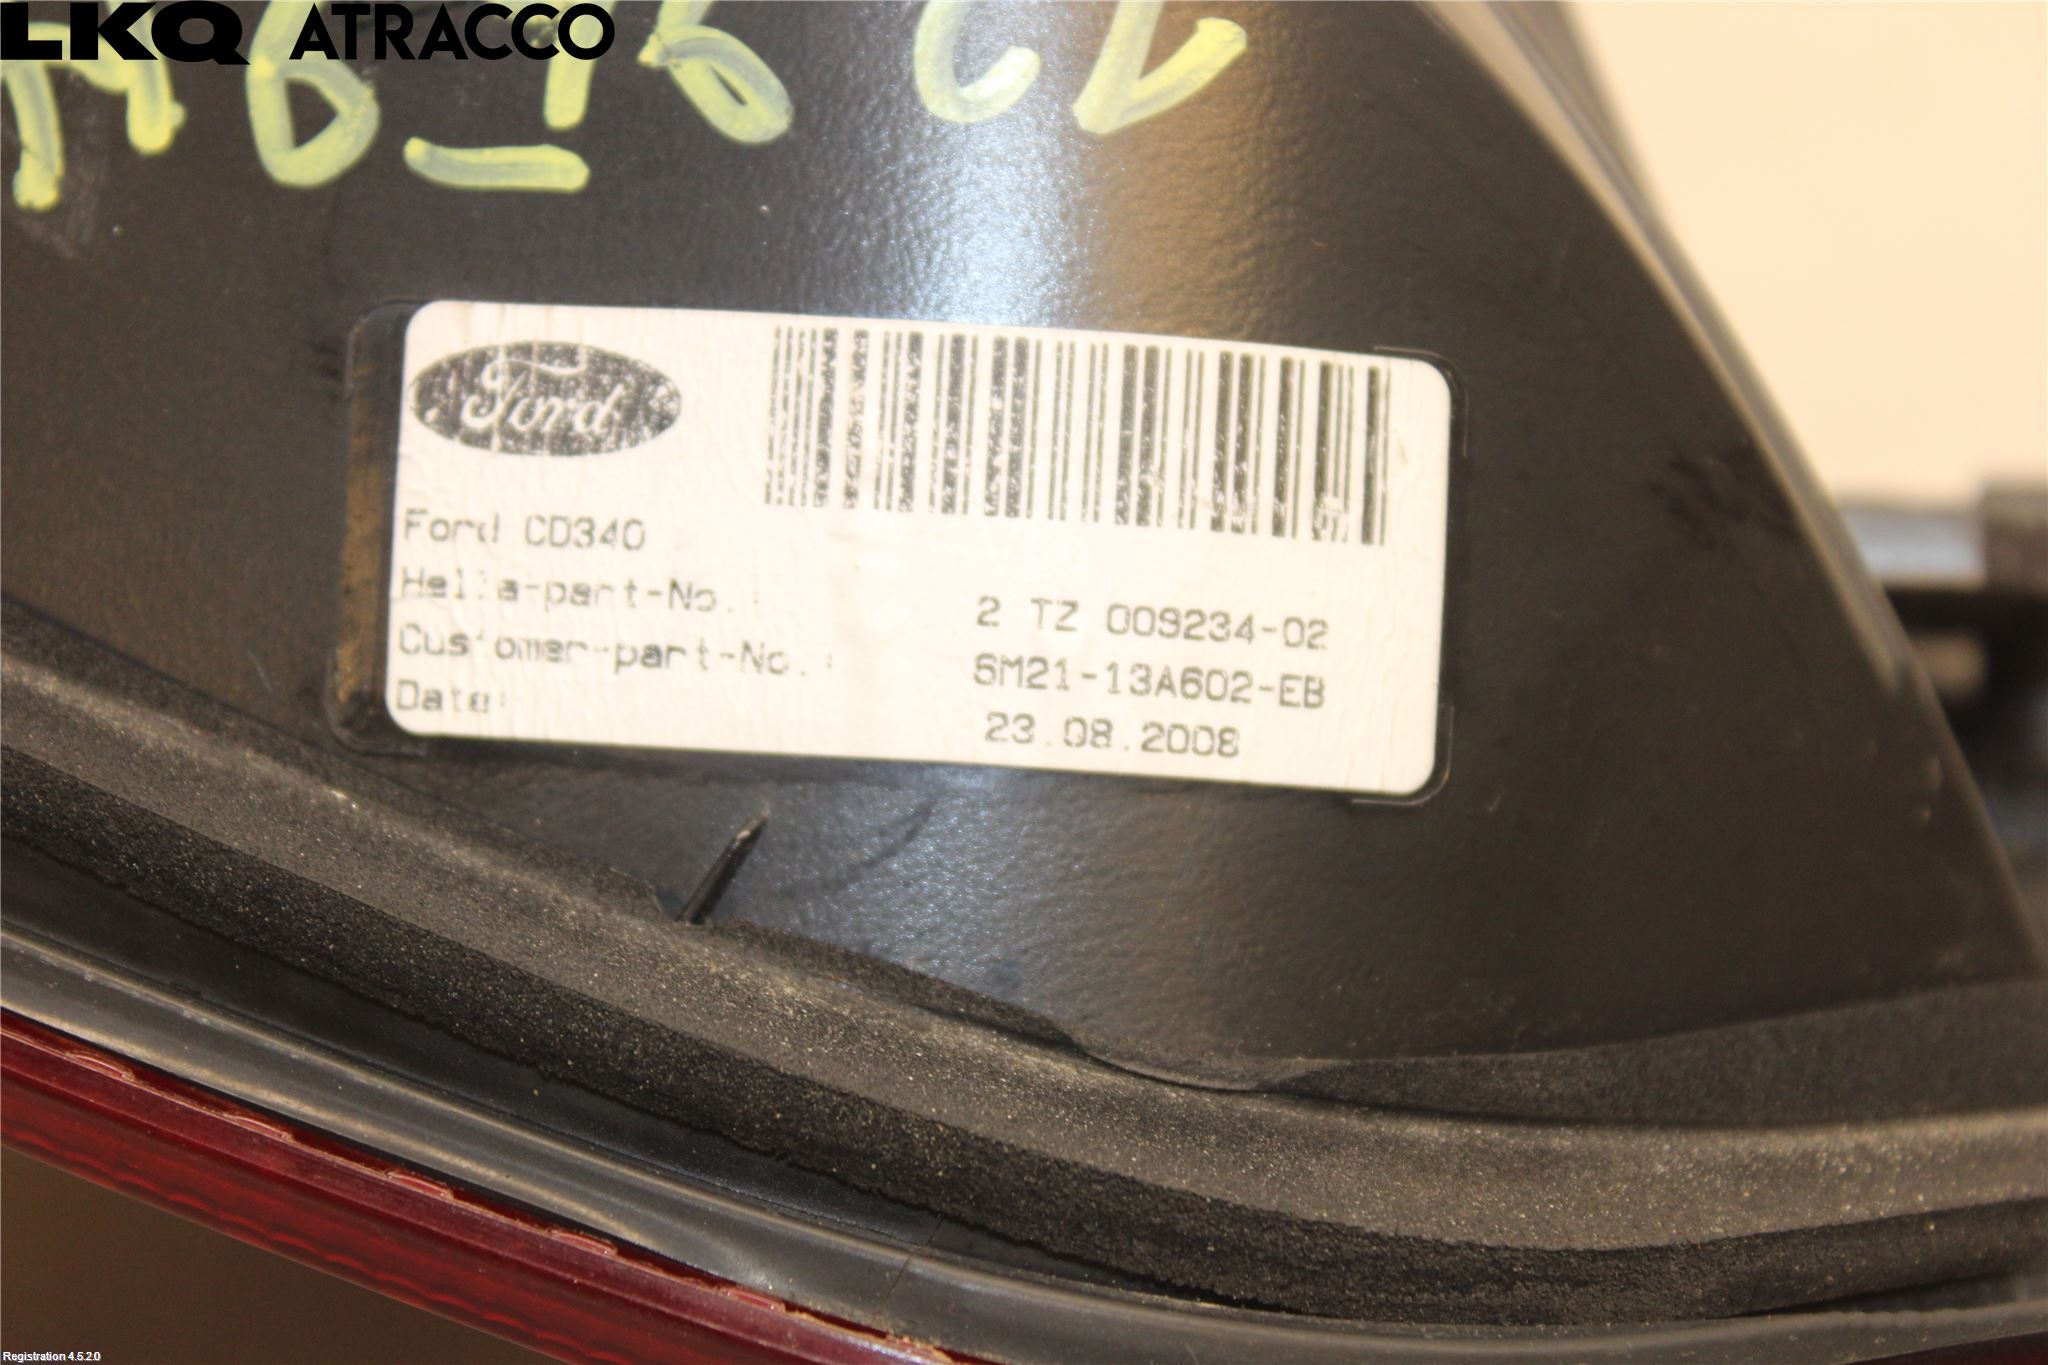 LKQ ATRACCO
Ford
Ford CD340
Hella-part-No.: 2 TZ 009234-02
Customer-part-No.: 6M21-13A602-EB
Date: 23.08.2008
Registration 4.5.2.0